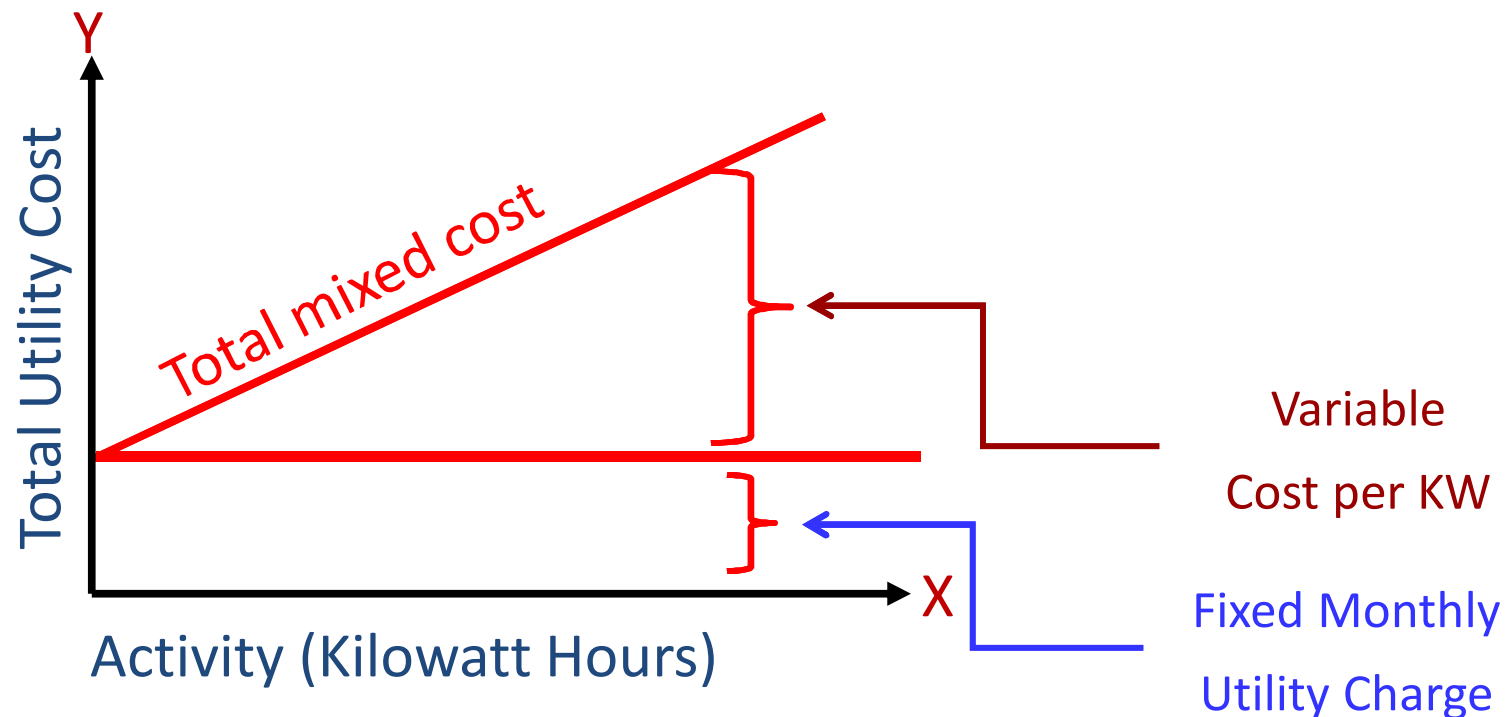 Y
Total Utility Cost
Total mixed cost
Variable
Cost per KW
X
Fixed Monthly
Utility Charge
Activity (Kilowatt Hours)